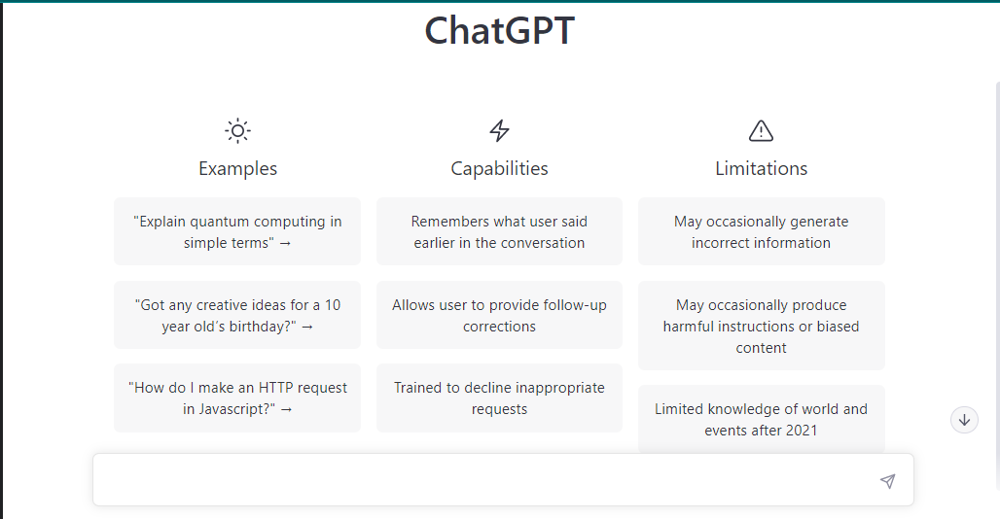 ChatGPT
Examples
"Explain quantum computing in
simple terms" →
"Got any creative ideas for a 10
year old’s birthday?" →
"How do I make an HTTP request
in Javascript?" →
Capabilities
Remembers what user said
earlier in the conversation
Allows user to provide follow-up
corrections
Trained to decline inappropriate
requests
Limitations
May occasionally generate
incorrect information
May occasionally produce
harmful instructions or biased
content
Limited knowledge of world and
events after 2021